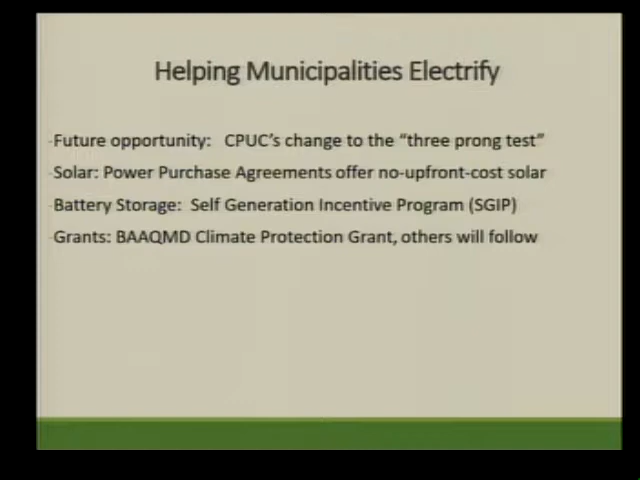 Helping Municipalities Electrify
-Future opportunity: CPUC's change to the "three prong test"
-Solar: Power Purchase Agreements offer no-upfront-cost solar
-Battery Storage: Self Generation Incentive Program (SGIP)
-Grants: BAAQMD Climate Protection Grant, others will follow